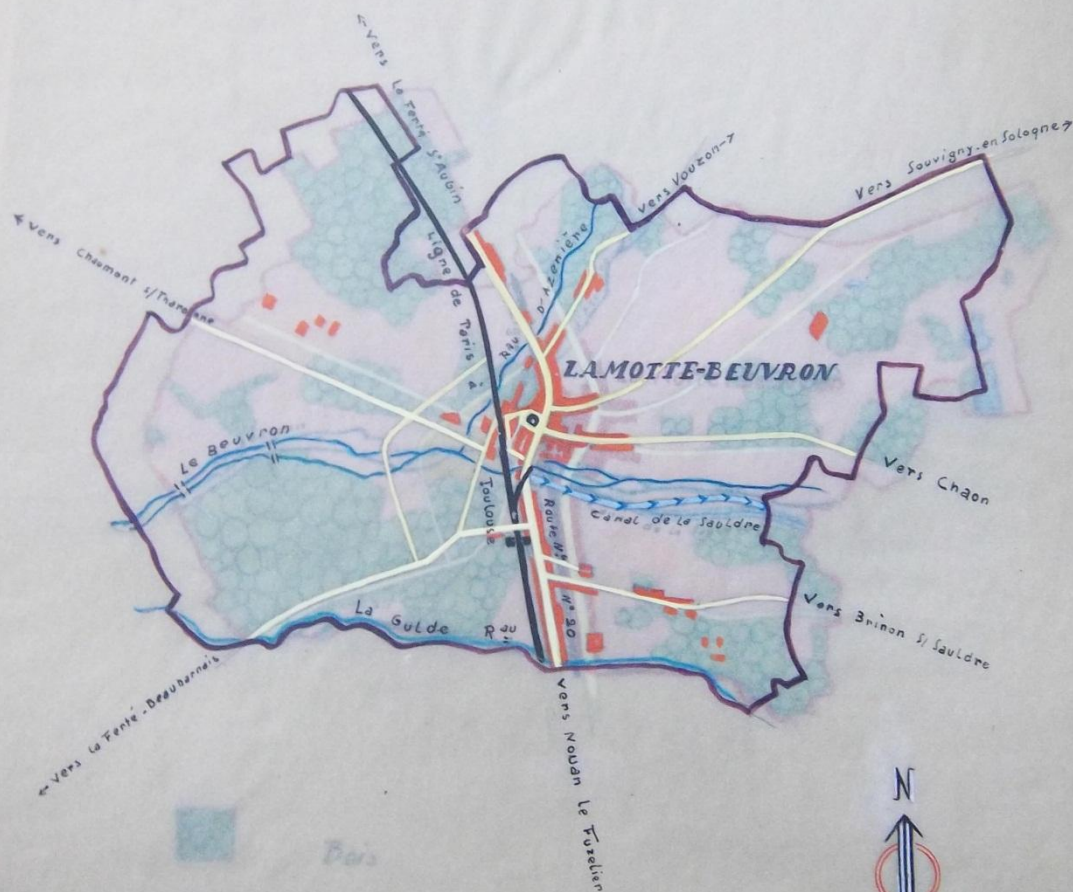 Vers La Ferté St Aubin
Vers Vouzon
Vers Souvigny-en Sologne
Vers Chaumont s/Tharonne
Ligne de Paris à Toulouse
Rau D'Azenière
LAMOTTE-BEUVRON
Le Beuvron
Vers Chaon
Canal de la Sauldre
Route Nle N° 20
Vers Brinon s/ Sauldre
La Gulde Rau
Vers La Ferté-Beauharnais
Vers Nouan le Fuzelier
N
Bois